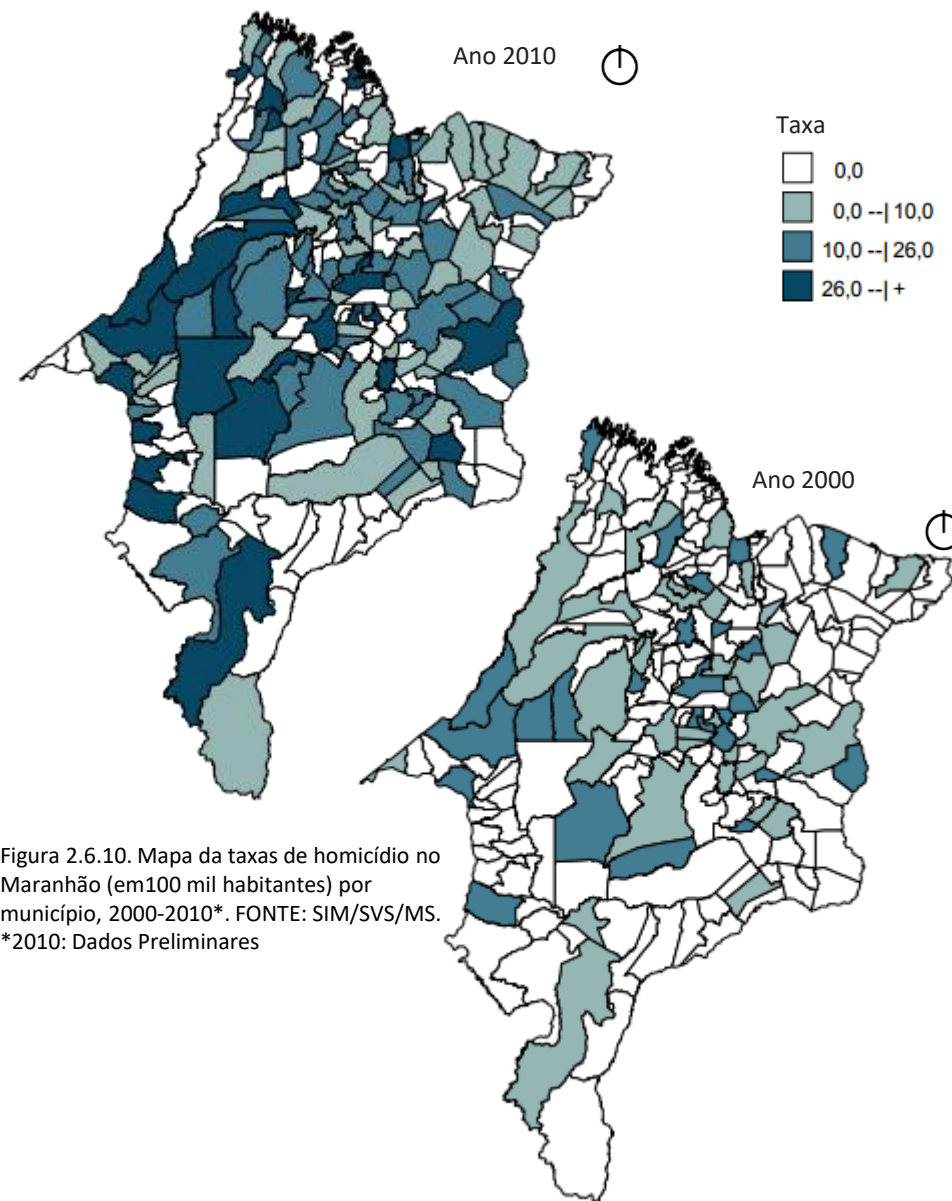 Ano 2010
Taxa
0,0
0,0 --| 10,0
10,0 --| 26,0
26,0 --| +
Ano 2000
Figura 2.6.10. Mapa da taxas de homicídio no
Maranhão (em100 mil habitantes) por
município, 2000-2010*. FONTE: SIM/SVS/MS.
*2010: Dados Preliminares